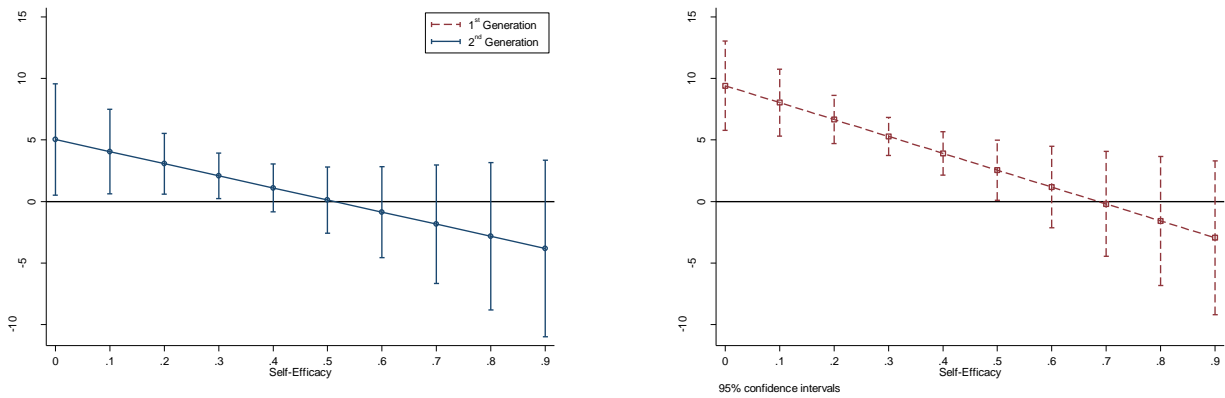 15
10
5
0
-5
-10
0 .1 .2 .3 .4 .5 .6 .7 .8 .9
Self-Efficacy
1st Generation
2nd Generation
15
10
5
0
-5
-10
0 .1 .2 .3 .4 .5 .6 .7 .8 .9
Self-Efficacy
95% confidence intervals